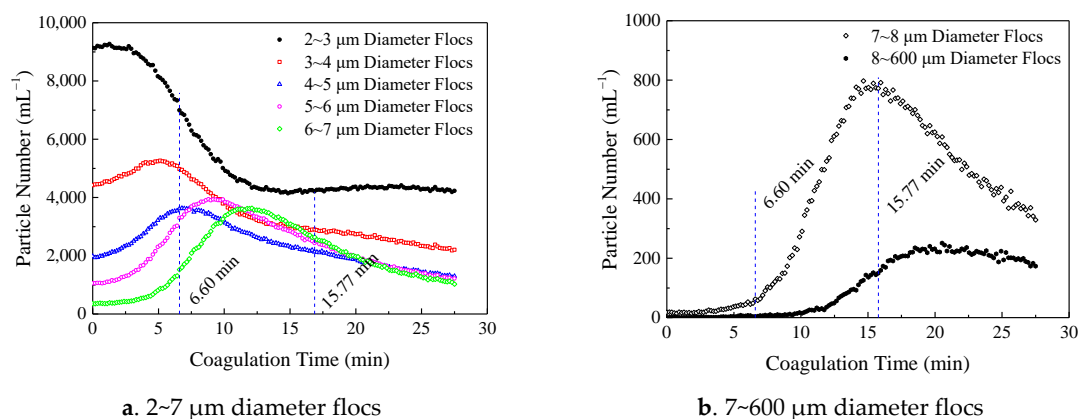 10,000
8,000
6,000
4,000
2,000
0
Particle Number (mL⁻¹)
2~3 μm Diameter Flocs
3~4 μm Diameter Flocs
4~5 μm Diameter Flocs
5~6 μm Diameter Flocs
6~7 μm Diameter Flocs
6.60 min
15.77 min
0 5 10 15 20 25 30
Coagulation Time (min)
a. 2~7 μm diameter flocs
1000
800
600
400
200
0
Particle Number (mL⁻¹)
7~8 μm Diameter Flocs
8~600 μm Diameter Flocs
6.60 min
15.77 min
0 5 10 15 20 25 30
Coagulation Time (min)
b. 7~600 μm diameter flocs